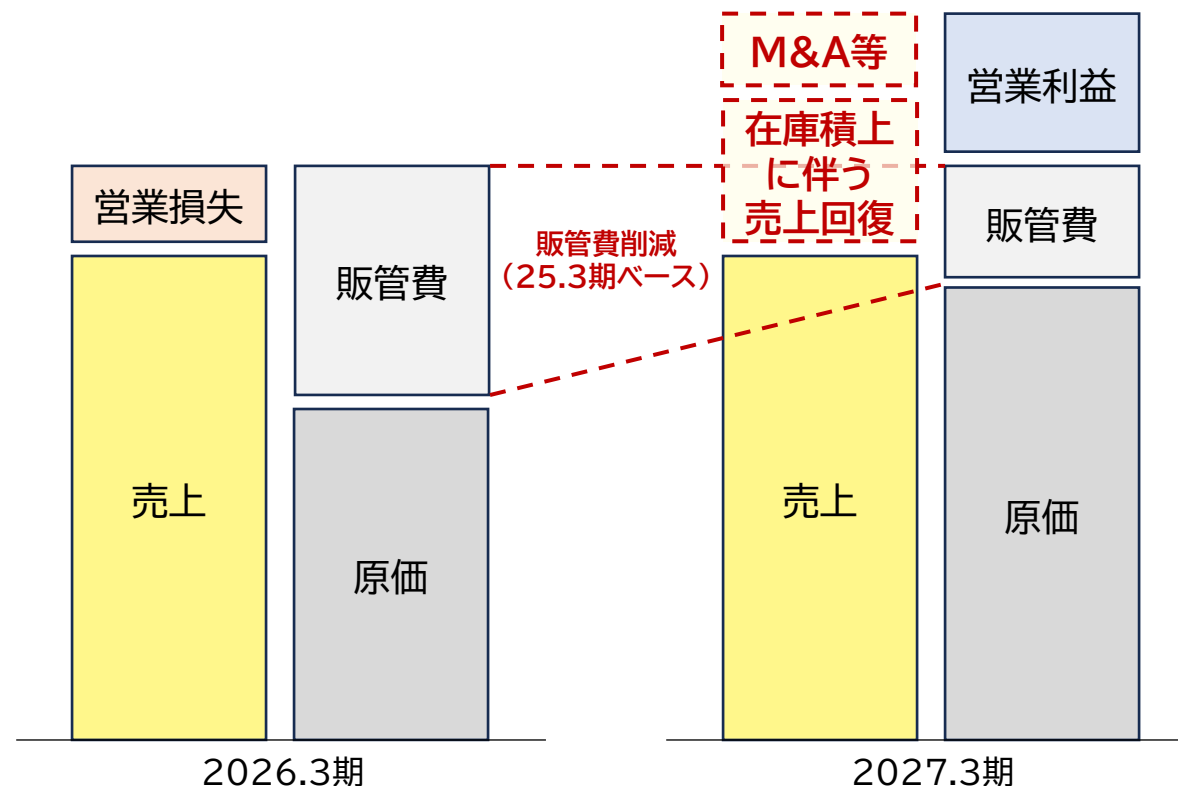 営業損失
売上
販管費
原価
2026.3期
販管費削減
（25.3期ベース）
M&A等
在庫積上
に伴う
売上回復
売上
営業利益
販管費
原価
2027.3期